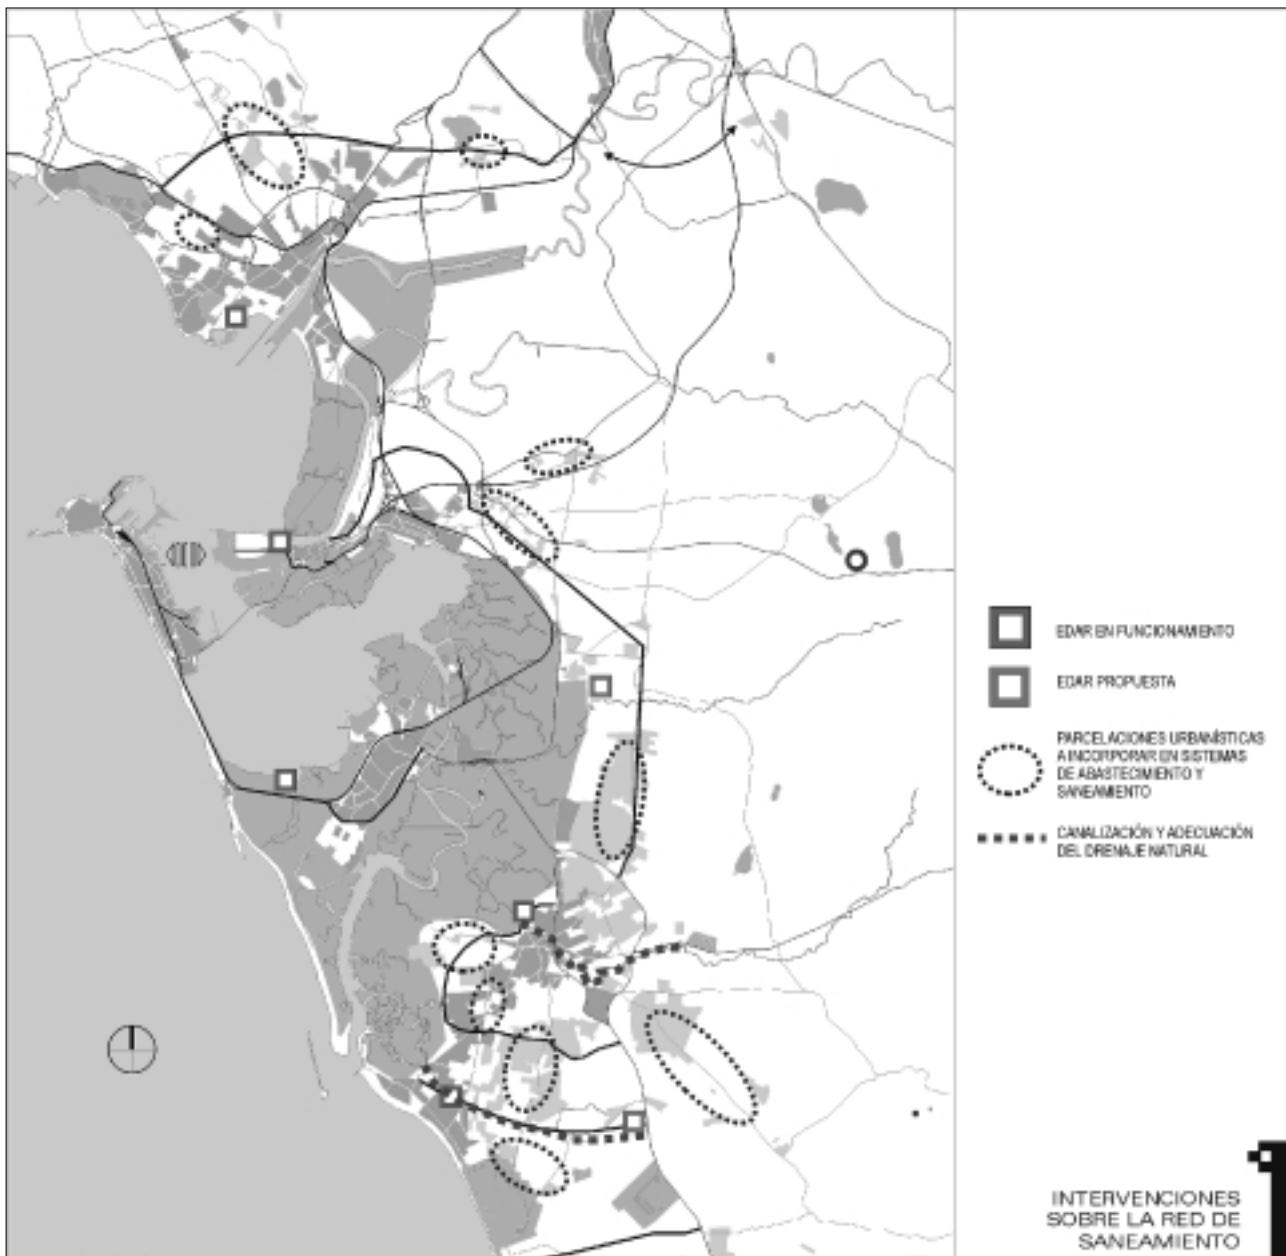 EDAR EN FUNCIONAMIENTO
EDAR PROPUESTA
PARCELACIONES URBANÍSTICAS
A INCORPORAR EN SISTEMAS
DE ABASTECIMIENTO Y
SANEAMIENTO
CANALIZACIÓN Y ADECUACIÓN
DEL DRENAJE NATURAL
INTERVENCIONES
SOBRE LA RED DE
SANEAMIENTO